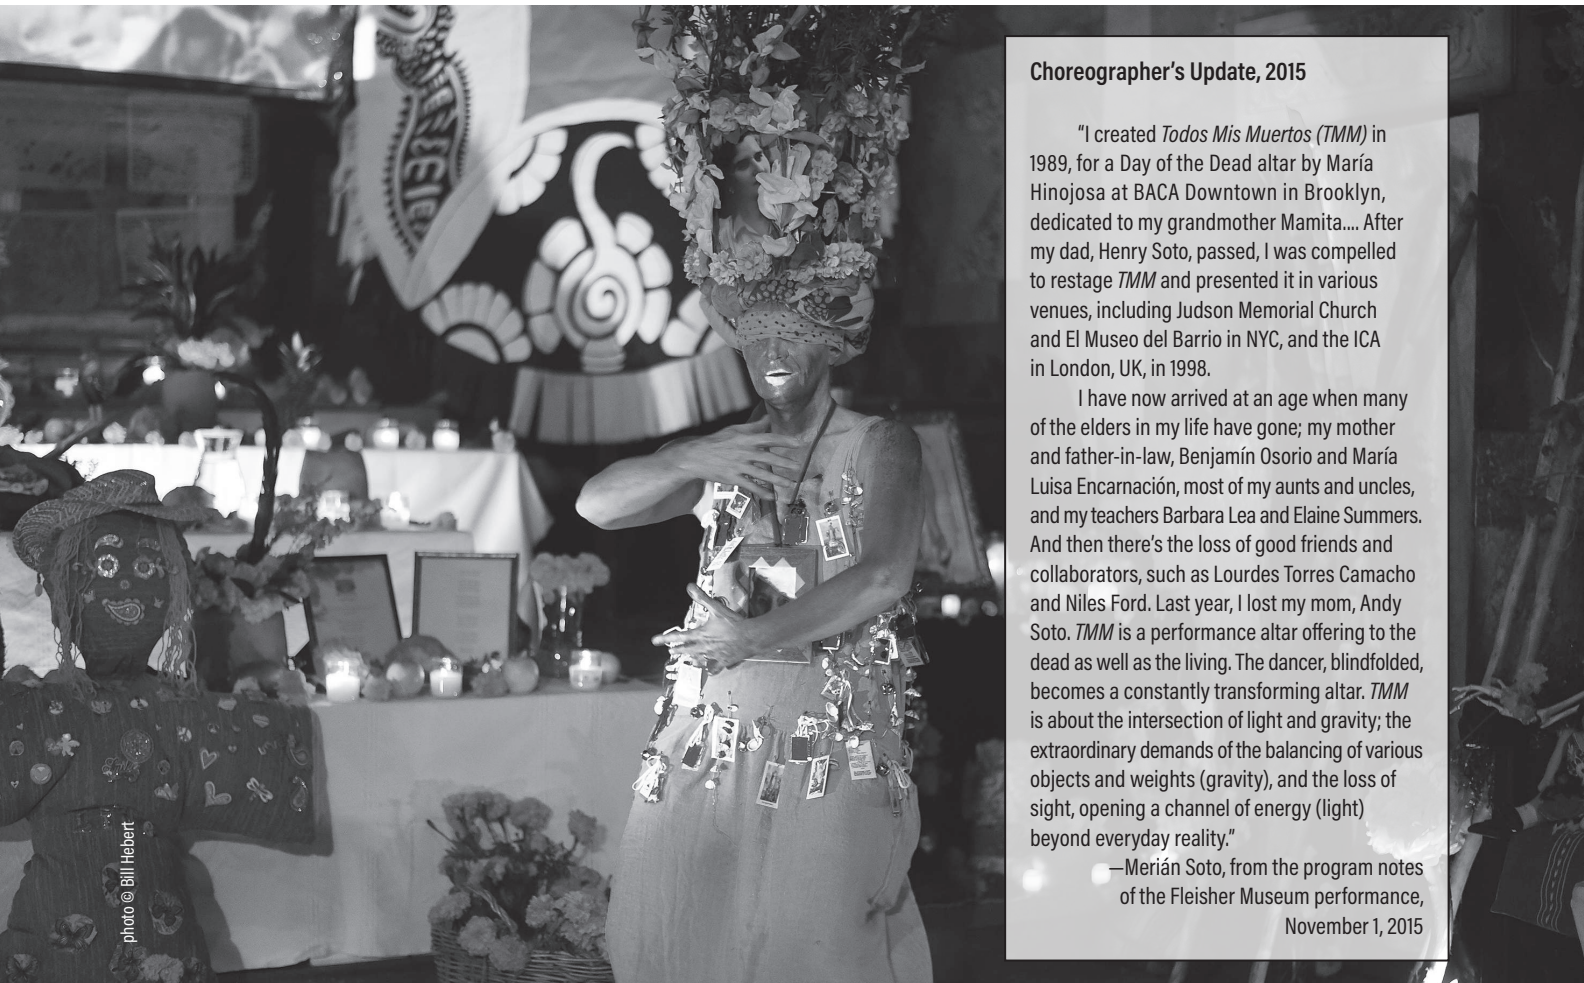 Choreographer's Update, 2015
"I created Todos Mis Muertos (TMM) in
1989, for a Day of the Dead altar by María
Hinojosa at BACA Downtown in Brooklyn,
dedicated to my grandmother Mamita.... After
my dad, Henry Soto, passed, I was compelled
to restage TMM and presented it in various
venues, including Judson Memorial Church
and El Museo del Barrio in NYC, and the ICA
in London, UK, in 1998.
I have now arrived at an age when many
of the elders in my life have gone; my mother
and father-in-law, Benjamín Osorio and María
Luisa Encarnación, most of my aunts and uncles,
and my teachers Barbara Lea and Elaine Summers.
And then there's the loss of good friends and
collaborators, such as Lourdes Torres Camacho
and Niles Ford. Last year, I lost my mom, Andy
Soto. TMM is a performance altar offering to the
dead as well as the living. The dancer, blindfolded,
becomes a constantly transforming altar. TMM
is about the intersection of light and gravity; the
extraordinary demands of the balancing of various
objects and weights (gravity), and the loss of
sight, opening a channel of energy (light)
beyond everyday reality."
—Merián Soto, from the program notes
of the Fleisher Museum performance,
November 1, 2015
photo © Bill Hebert